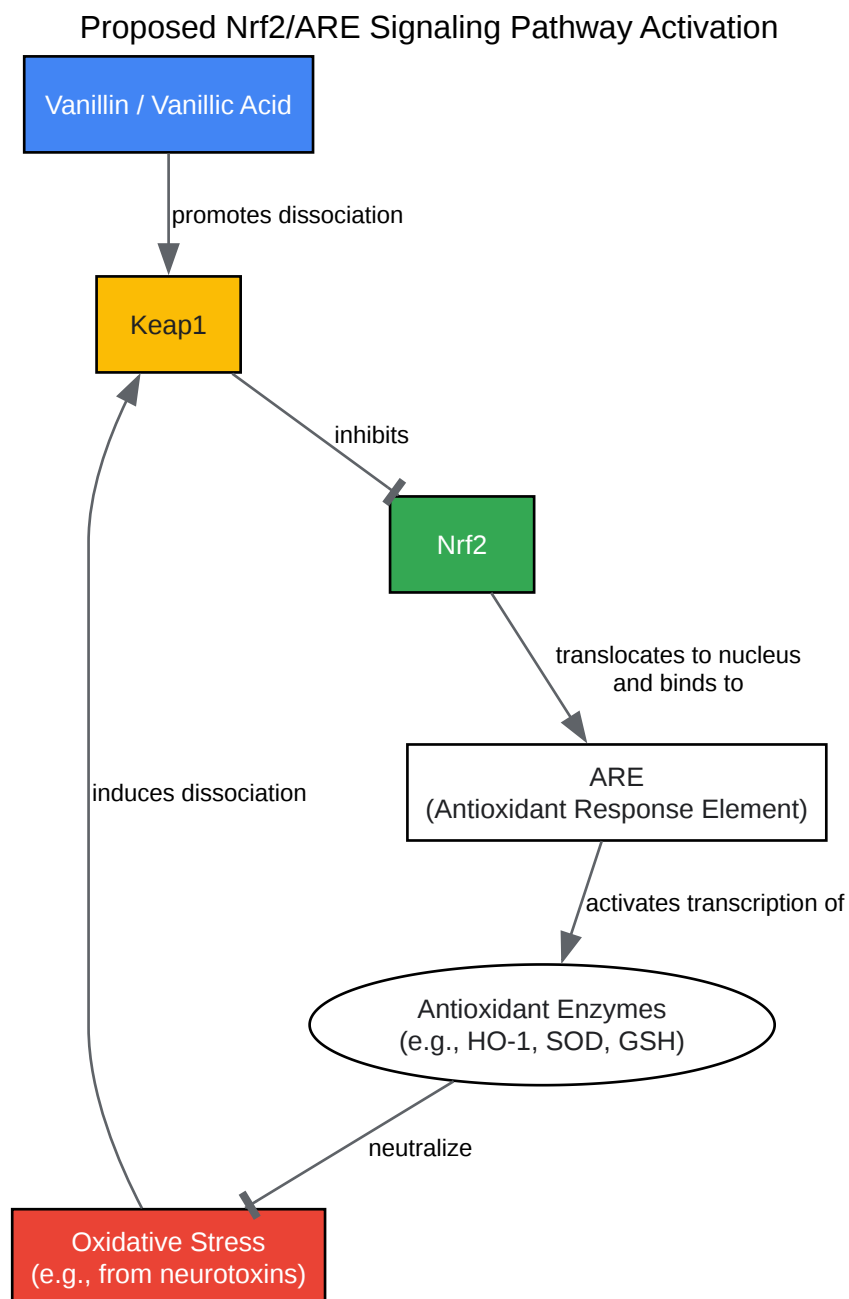 Proposed Nrf2/ARE Signaling Pathway Activation
Vanillin / Vanillic Acid
promotes dissociation
Keap1
inhibits
Nrf2
translocates to nucleus
and binds to
ARE
(Antioxidant Response Element)
induces dissociation
activates transcription of
Antioxidant Enzymes
(e.g., HO-1, SOD, GSH)
neutralize
Oxidative Stress
(e.g., from neurotoxins)